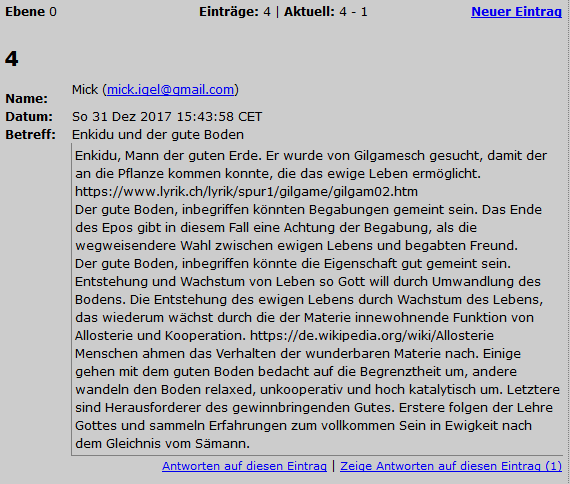 Ebene 0 Einträge: 4 | Aktuell: 4 - 1 Neuer Eintrag
4
Name: Mick (mick.igel@gmail.com)
Datum: So 31 Dez 2017 15:43:58 CET
Betreff: Enkidu und der gute Boden
Enkidu, Mann der guten Erde. Er wurde von Gilgamesch gesucht, damit der
an die Pflanze kommen konnte, die das ewige Leben ermöglicht.
https://www.lyrik.ch/lyrik/spur1/gilgame/gilgam02.htm
Der gute Boden, inbegriffen könnten Begabungen gemeint sein. Das Ende
des Epos gibt in diesem Fall eine Achtung der Begabung, als die
wegweisendere Wahl zwischen ewigen Lebens und begabten Freund.
Der gute Boden, inbegriffen könnte die Eigenschaft gut gemeint sein.
Entstehung und Wachstum von Leben so Gott will durch Umwandlung des
Bodens. Die Entstehung des ewigen Lebens durch Wachstum des Lebens,
das wiederum wächst durch die der Materie innewohnende Funktion von
Allosterie und Kooperation. https://de.wikipedia.org/wiki/Allosterie
Menschen ahmen das Verhalten der wunderbaren Materie nach. Einige
gehen mit dem guten Boden bedacht auf die Begrenztheit um, andere
wandeln den Boden relaxed, unkooperativ und hoch katalytisch um. Letztere
sind Herausforderer des gewinnbringenden Gutes. Erstere folgen der Lehre
Gottes und sammeln Erfahrungen zum vollkommen Sein in Ewigkeit nach
dem Gleichnis vom Sämann.
Antworten auf diesen Eintrag | Zeige Antworten auf diesen Eintrag (1)